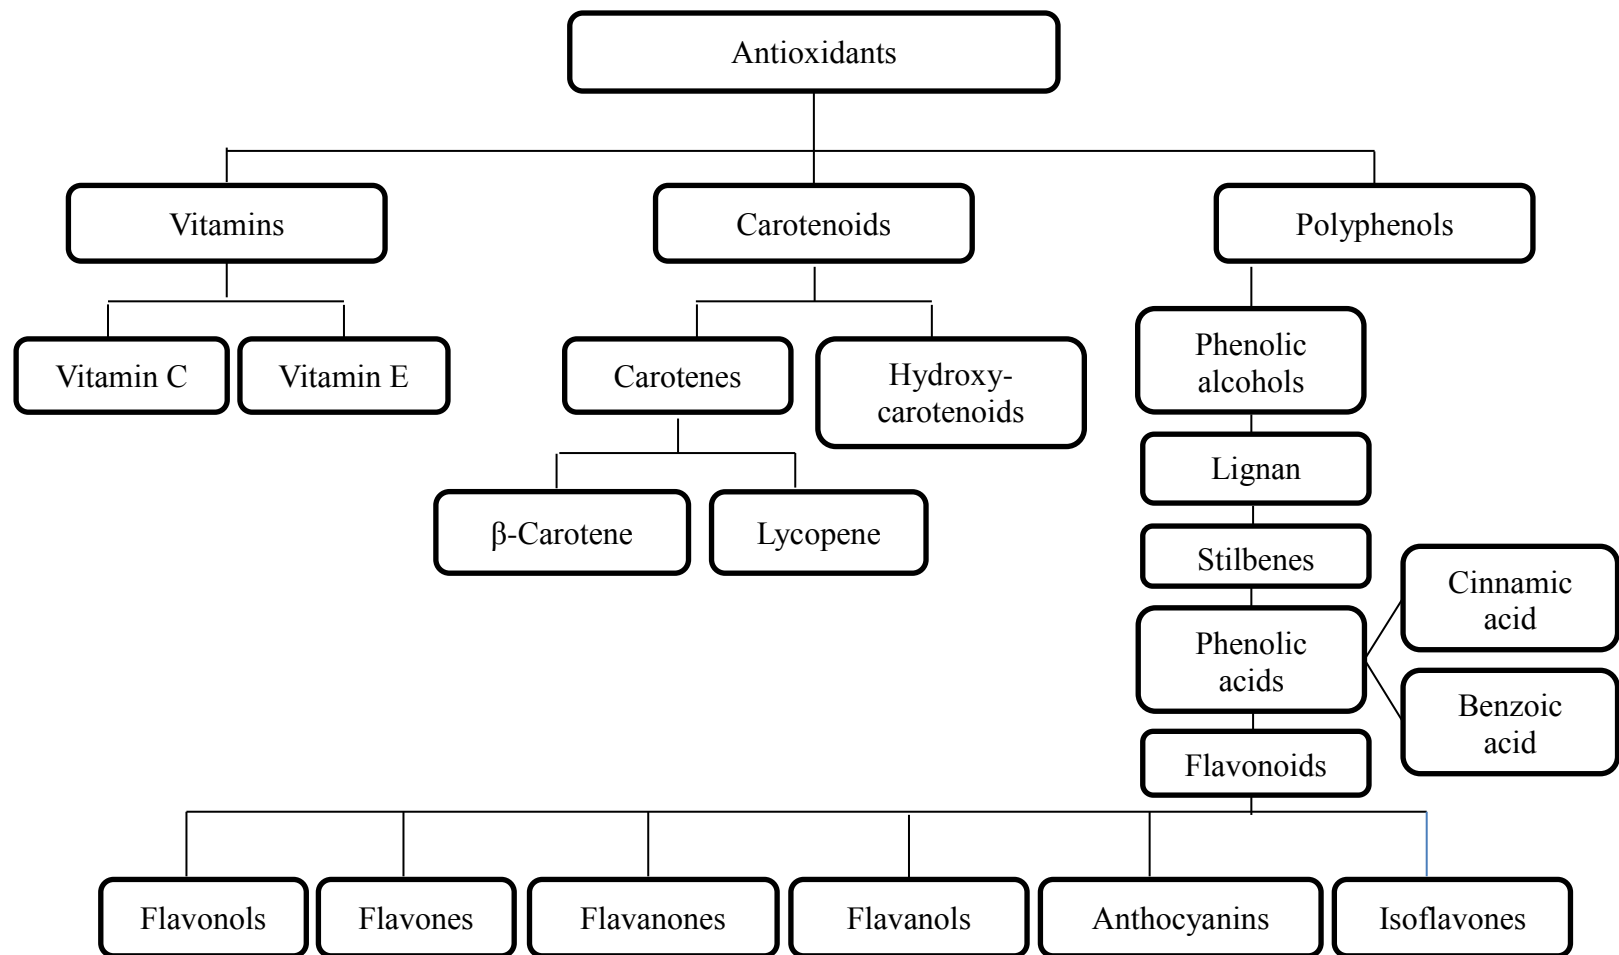 Antioxidants
Vitamins
Carotenoids
Polyphenols
Vitamin C
Vitamin E
Carotenes
Hydroxy-
carotenoids
Phenolic
alcohols
Lignan
β-Carotene
Lycopene
Stilbenes
Cinnamic
acid
Phenolic
acids
Benzoic
acid
Flavonoids
Flavonols
Flavones
Flavanones
Flavanols
Anthocyanins
Isoflavones